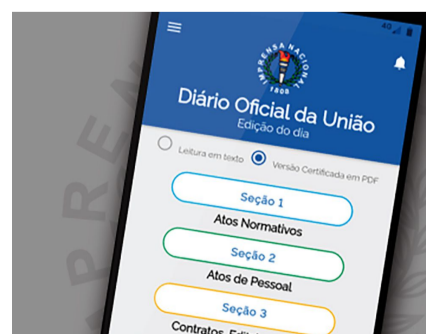 4G
IMPRENSA NACIONAL
1808
Diário Oficial da União
Edição do dia
Leitura em texto
Versão Certificada em PDF
Seção 1
Atos Normativos
Seção 2
Atos de Pessoal
Seção 3